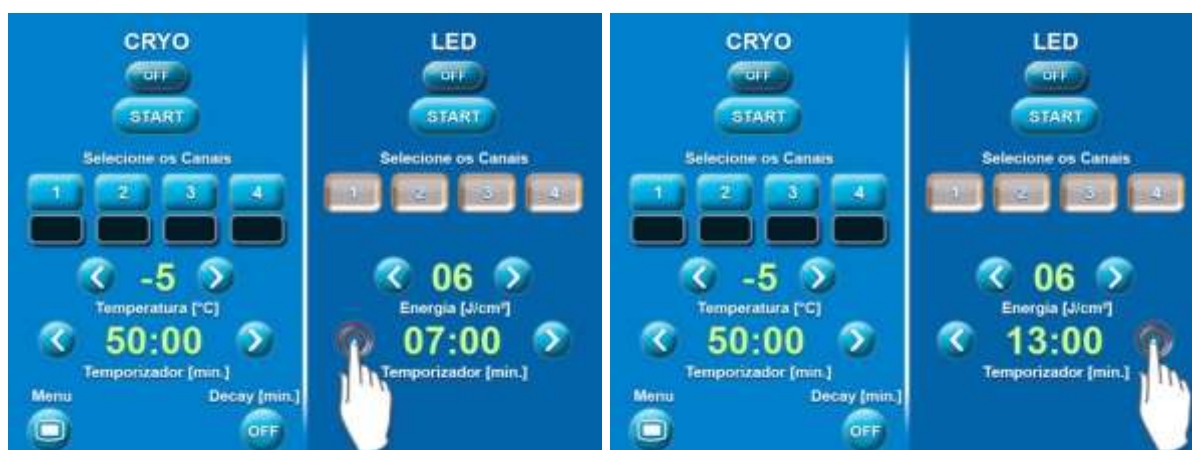 CRYO
OFF
START
Selecione os Canais
1 2 3 4
-5
Temperatura [°C]
50:00
Temporizador [min.]
Menu
Decay [min.]
OFF
LED
OFF
START
Selecione os Canais
1 2 3 4
06
Energia [J/cm²]
07:00
Temporizador [min.]
CRYO
OFF
START
Selecione os Canais
1 2 3 4
-5
Temperatura [°C]
50:00
Temporizador [min.]
Menu
Decay [min.]
OFF
LED
OFF
START
Selecione os Canais
1 2 3 4
06
Energia [J/cm²]
13:00
Temporizador [min.]